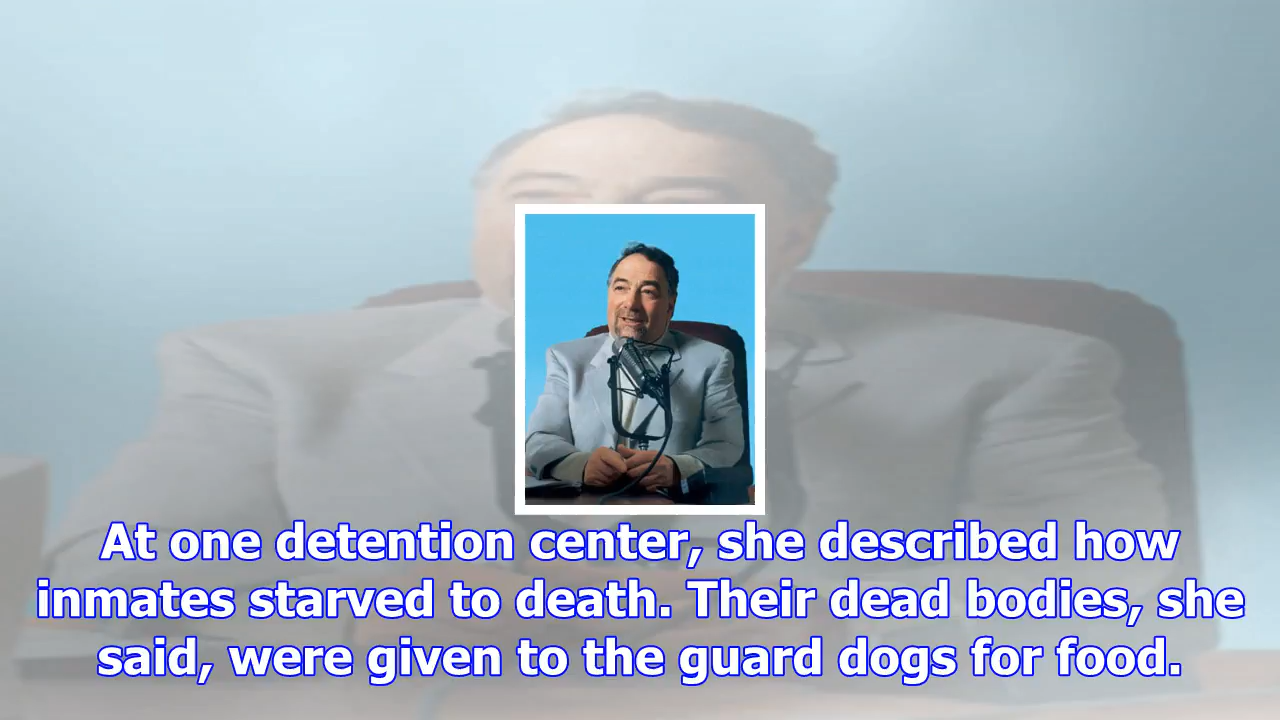 At one detention center, she described how
inmates starved to death. Their dead bodies, she
said, were given to the guard dogs for food.